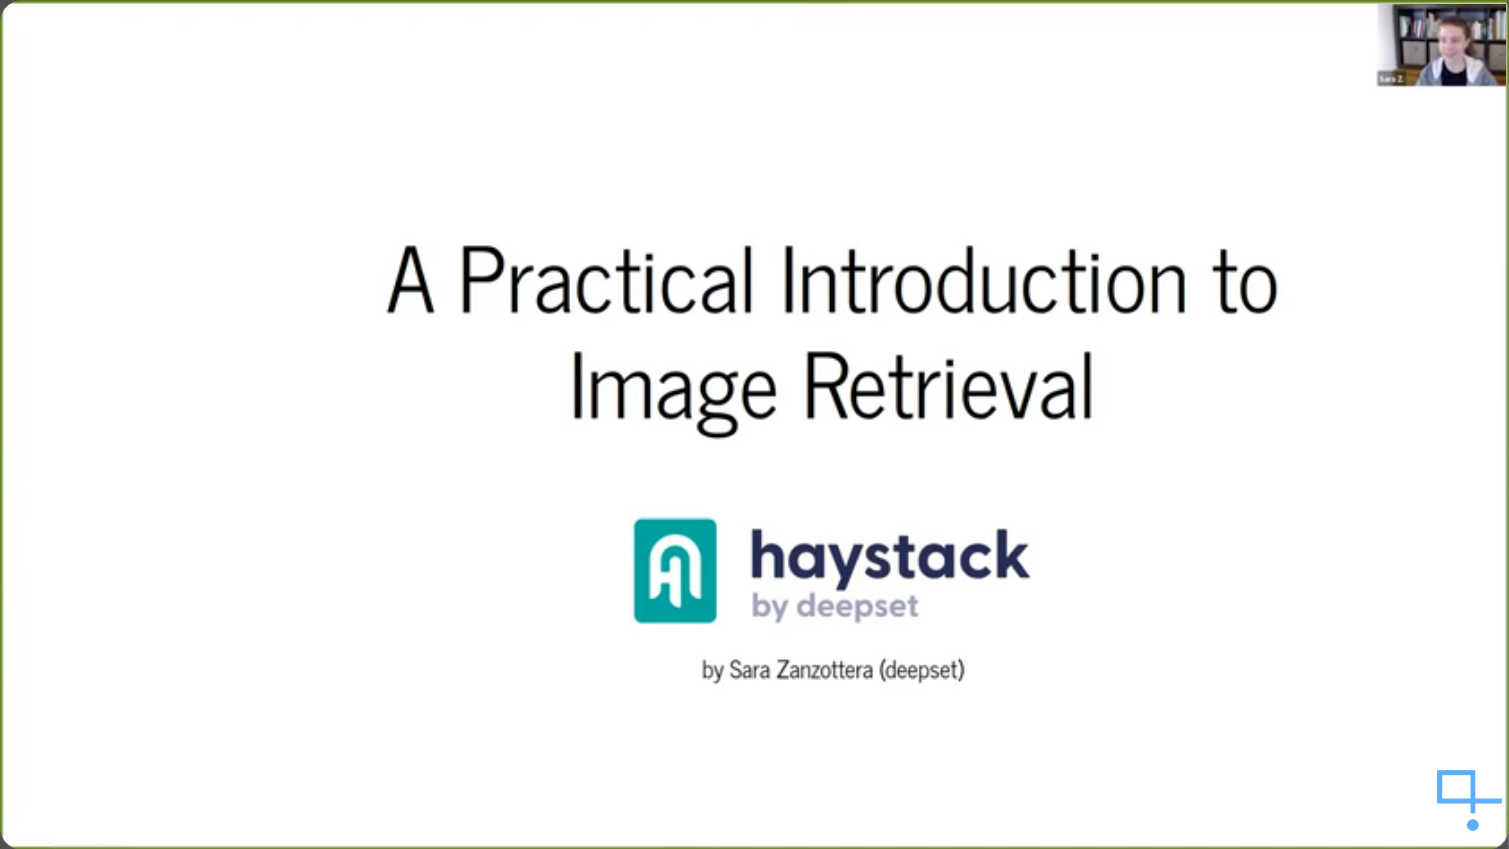 Sara Z.
A Practical Introduction to
Image Retrieval
haystack
by deepset
by Sara Zanzottera (deepset)